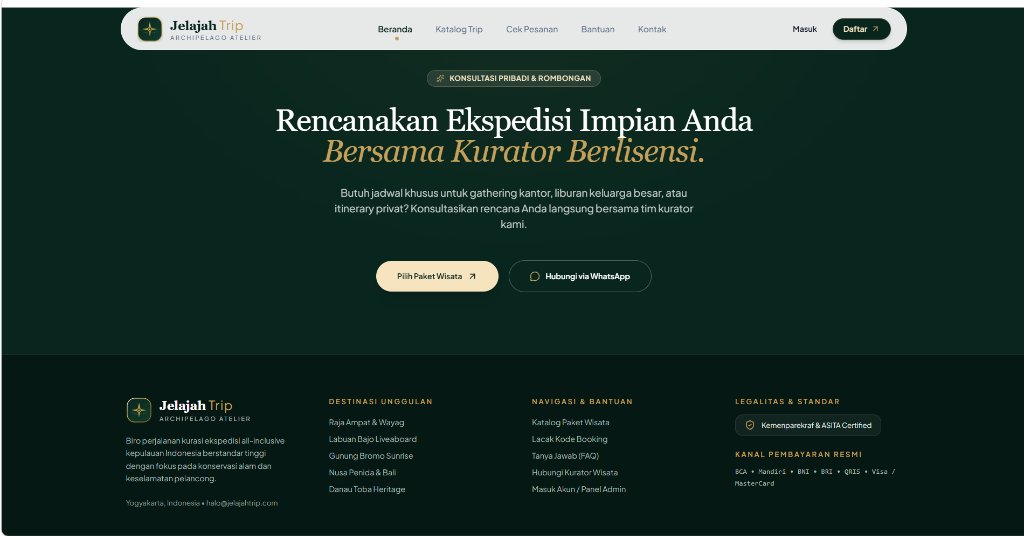 Jelajah Trip
ARCHIPELAGO ATELIER
Beranda
Katalog Trip
Cek Pesanan
Bantuan
Kontak
Masuk
Daftar
KONSULTASI PRIBADI & ROMBONGAN
Rencanakan Ekspedisi Impian Anda
Bersama Kurator Berlisensi.
Butuh jadwal khusus untuk gathering kantor, liburan keluarga besar, atau
itinerary privat? Konsultasikan rencana Anda langsung bersama tim kurator
kami.
Pilih Paket Wisata
Hubungi via WhatsApp
Jelajah Trip
ARCHIPELAGO ATELIER
Biro perjalanan kurasi ekspedisi all-inclusive
kepulauan Indonesia berstandar tinggi
dengan fokus pada konservasi alam dan
keselamatan pelancong.
Yogyakarta, Indonesia • halo@jelajahtrip.com
DESTINASI UNGGULAN
Raja Ampat & Wayag
Labuan Bajo Liveaboard
Gunung Bromo Sunrise
Nusa Penida & Bali
Danau Toba Heritage
NAVIGASI & BANTUAN
Katalog Paket Wisata
Lacak Kode Booking
Tanya Jawab (FAQ)
Hubungi Kurator Wisata
Masuk Akun / Panel Admin
LEGALITAS & STANDAR
Kemenparekraf & ASITA Certified
KANAL PEMBAYARAN RESMI
BCA • Mandiri • BNI • BRI • QRIS • Visa /
MasterCard